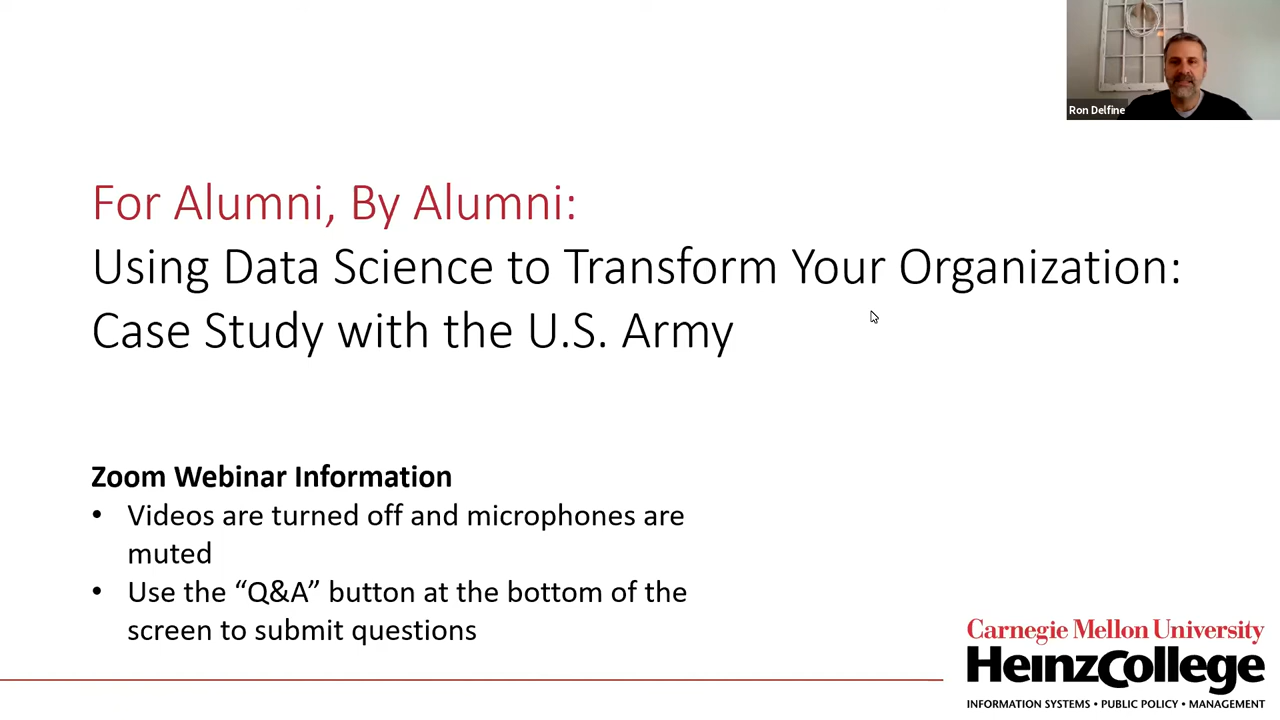 Ron Delfine
For Alumni, By Alumni:
Using Data Science to Transform Your Organization:
Case Study with the U.S. Army
Zoom Webinar Information
• Videos are turned off and microphones are
muted
• Use the “Q&A” button at the bottom of the
screen to submit questions
Carnegie Mellon University
HeinzCollege
INFORMATION SYSTEMS • PUBLIC POLICY • MANAGEMENT